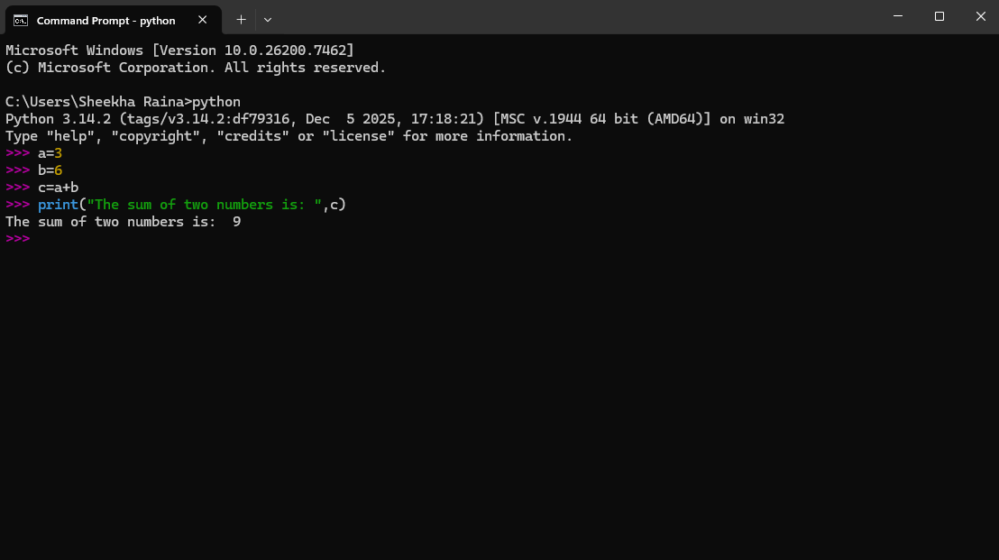 Command Prompt - python
Microsoft Windows [Version 10.0.26200.7462]
(c) Microsoft Corporation. All rights reserved.
C:\Users\Sheekha Raina>python
Python 3.14.2 (tags/v3.14.2:df79316, Dec  5 2025, 17:18:21) [MSC v.1944 64 bit (AMD64)] on win32
Type "help", "copyright", "credits" or "license" for more information.
>>> a=3
>>> b=6
>>> c=a+b
>>> print("The sum of two numbers is: ",c)
The sum of two numbers is:  9
>>>